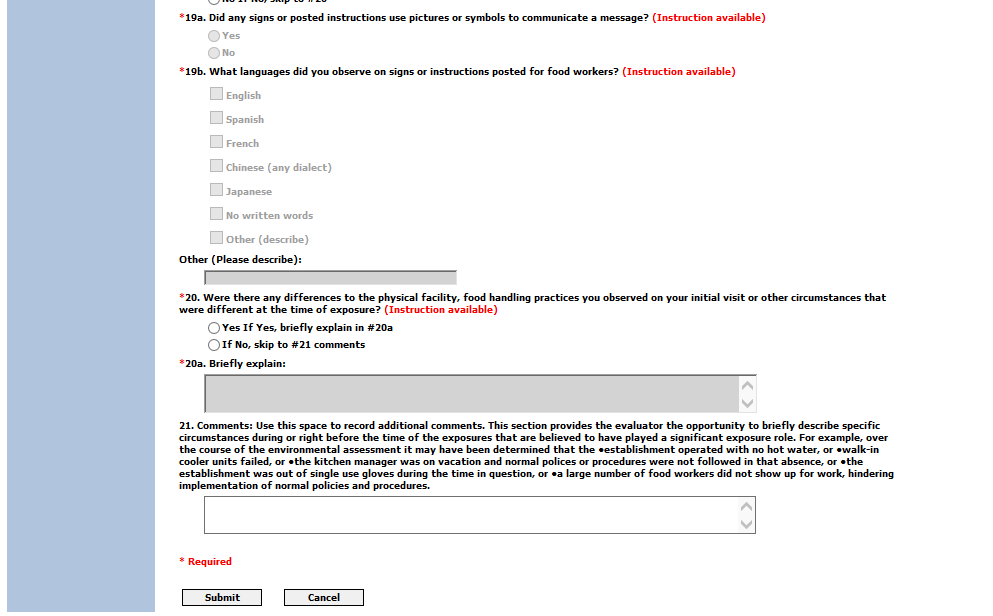 No If No, skip to #20
*19a. Did any signs or posted instructions use pictures or symbols to communicate a message? (Instruction available)
Yes
No
*19b. What languages did you observe on signs or instructions posted for food workers? (Instruction available)
English
Spanish
French
Chinese (any dialect)
Japanese
No written words
Other (describe)
Other (Please describe):
*20. Were there any differences to the physical facility, food handling practices you observed on your initial visit or other circumstances that
were different at the time of exposure? (Instruction available)
Yes If Yes, briefly explain in #20a
If No, skip to #21 comments
*20a. Briefly explain:
21. Comments: Use this space to record additional comments. This section provides the evaluator the opportunity to briefly describe specific
circumstances during or right before the time of the exposures that are believed to have played a significant exposure role. For example, over
the course of the environmental assessment it may have been determined that the •establishment operated with no hot water, or •walk-in
cooler units failed, or •the kitchen manager was on vacation and normal polices or procedures were not followed in that absence, or •the
establishment was out of single use gloves during the time in question, or •a large number of food workers did not show up for work, hindering
implementation of normal policies and procedures.
* Required
Submit Cancel